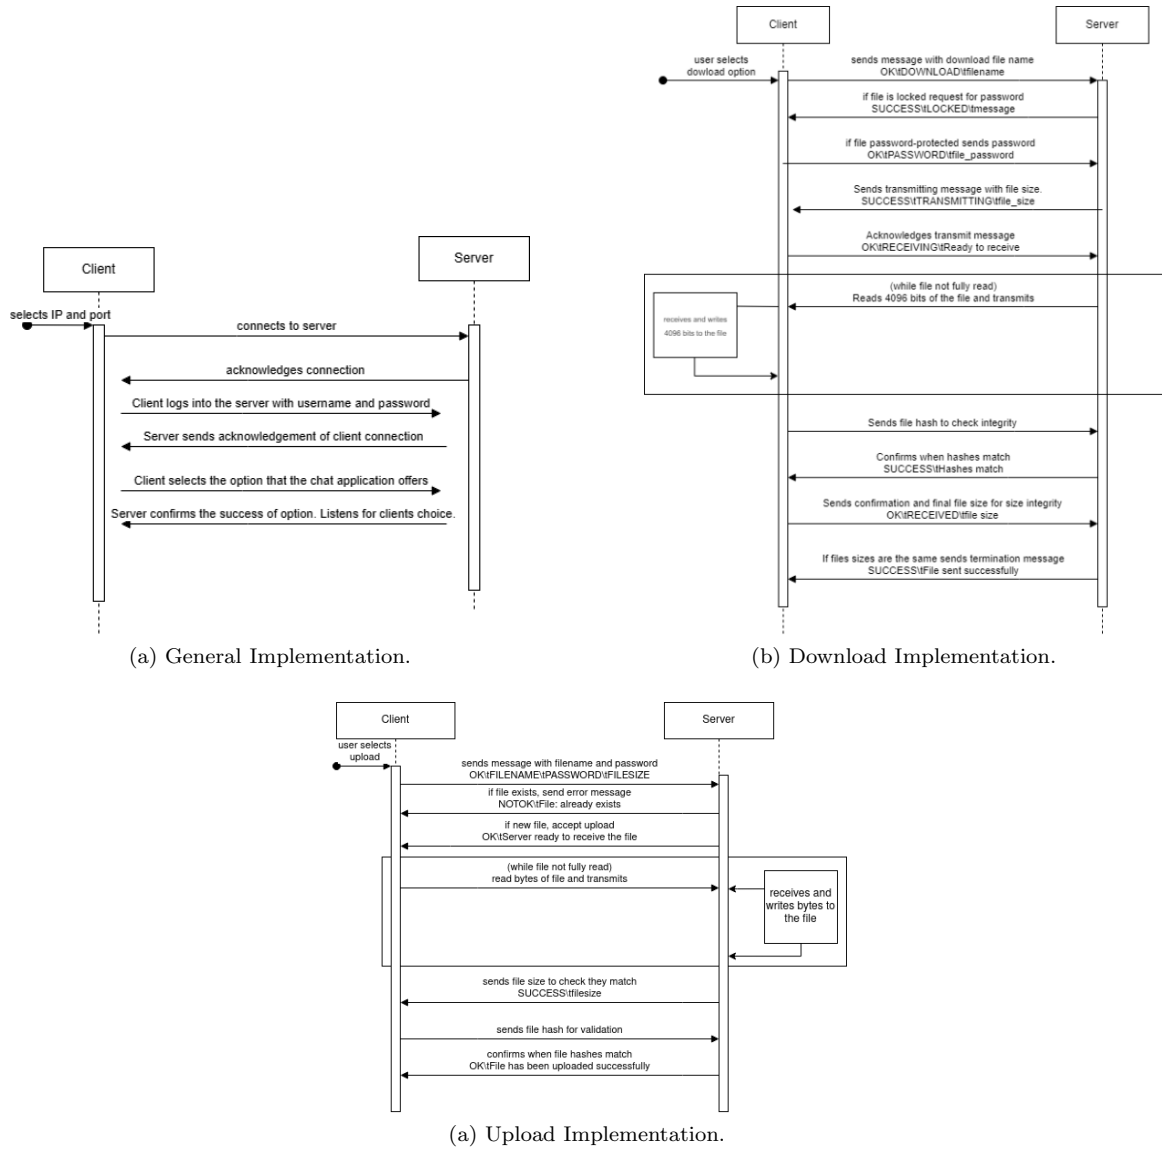 Client
Server
selects IP and port
connects to server
acknowledges connection
Client logs into the server with username and password
Server sends acknowledgement of client connection
Client selects the option that the chat application offers
Server confirms the success of option. Listens for clients choice.
(a) General Implementation.
Client
Server
user selects
dowload option
sends message with download file name
OK\tDOWNLOAD\tfilename
if file is locked request for password
SUCCESS\tLOCKED\tmessage
if file password-protected sends password
OK\tPASSWORD\tfile_password
Sends transmitting message with file size.
SUCCESS\tTRANSMITTING\tfile_size
Acknowledges transmit message
OK\tRECEIVING\tReady to receive
(while file not fully read)
Reads 4096 bits of the file and transmits
receives and writes
4096 bits to the file
Sends file hash to check integrity
Confirms when hashes match
SUCCESS\tHashes match
Sends confirmation and final file size for size integrity
OK\tRECEIVED\tfile size
If files sizes are the same sends termination message
SUCCESS\tFile sent successfully
(b) Download Implementation.
Client
Server
user selects
upload
sends message with filename and password
OK\tFILENAME\tPASSWORD\tFILESIZE
if file exists, send error message
NOTOK\tFile: already exists
if new file, accept upload
OK\tServer ready to receive the file
(while file not fully read)
read bytes of file and transmits
receives and
writes bytes to
the file
sends file size to check they match
SUCCESS\tfilesize
sends file hash for validation
confirms when file hashes match
OK\tFile has been uploaded successfully
(a) Upload Implementation.